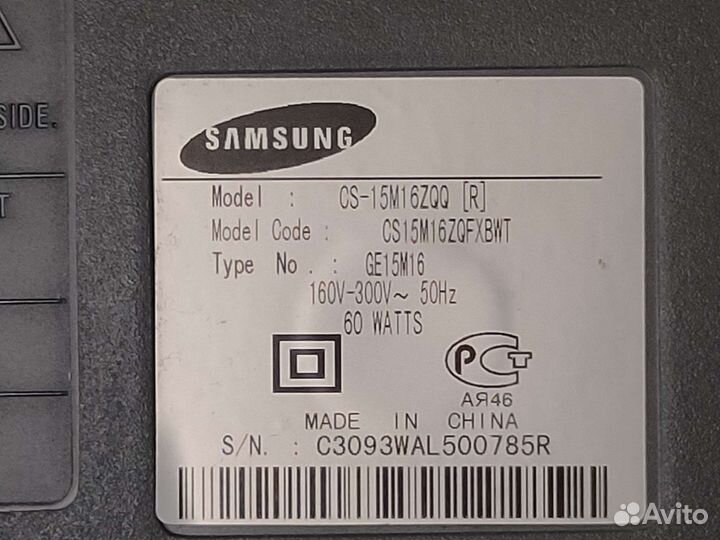 SIDE.
T
SAMSUNG
Model : CS-15M16ZQQ [R]
Model Code : CS15M16ZQFXBWT
Type No. : GE15M16
160V-300V~ 50Hz
60 WATTS
РСТ
АЯ46
MADE IN CHINA
S/N. : C3093WAL500785R
Avito